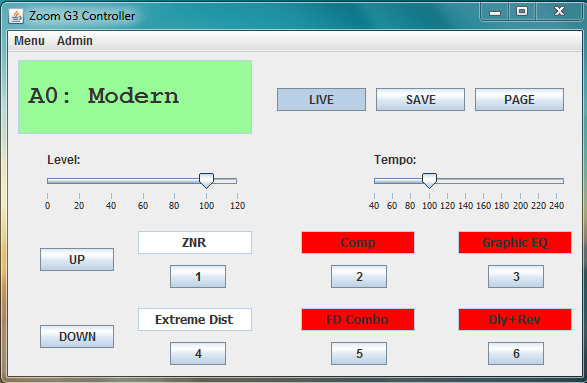 Zoom G3 Controller
Menu Admin
A0: Modern
LIVE SAVE PAGE
Level: Tempo:
0 20 40 60 80 100 120 40 60 80 100 120 140 160 180 200 220 240
ZNR Comp Graphic EQ
UP 1 2 3
Extreme Dist FD Combo Dly+Rev
DOWN 4 5 6